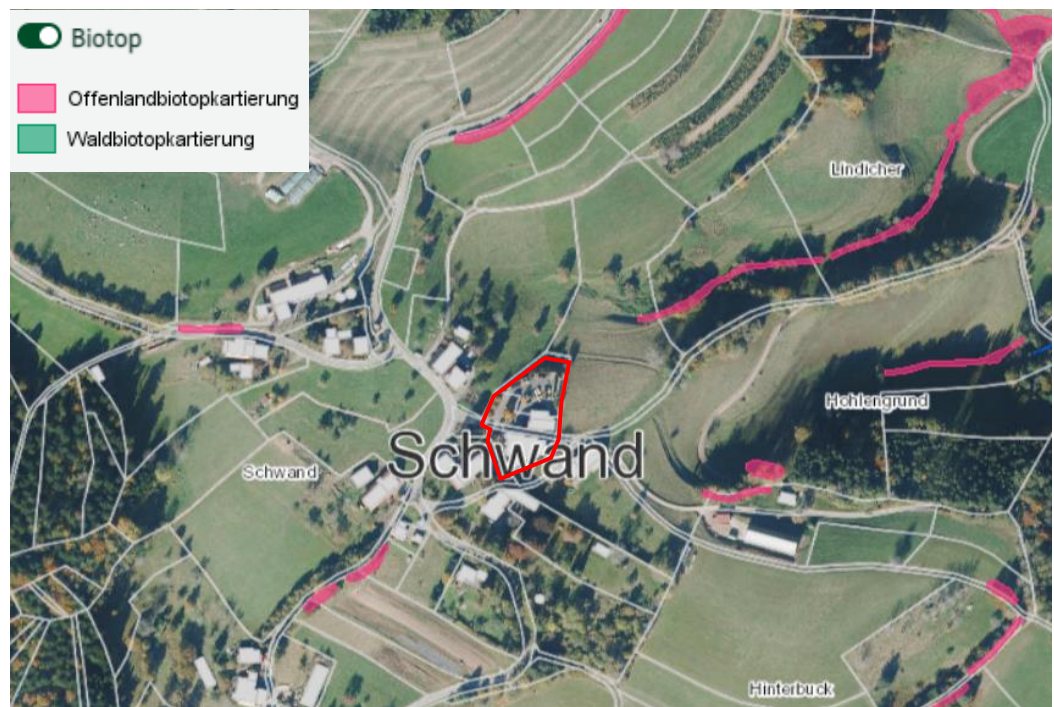 Biotop
Offenlandbiotopkartierung
Waldbiotopkartierung
Lindicher
Hohlengrund
Schwand
Schwand
Hinterbuck